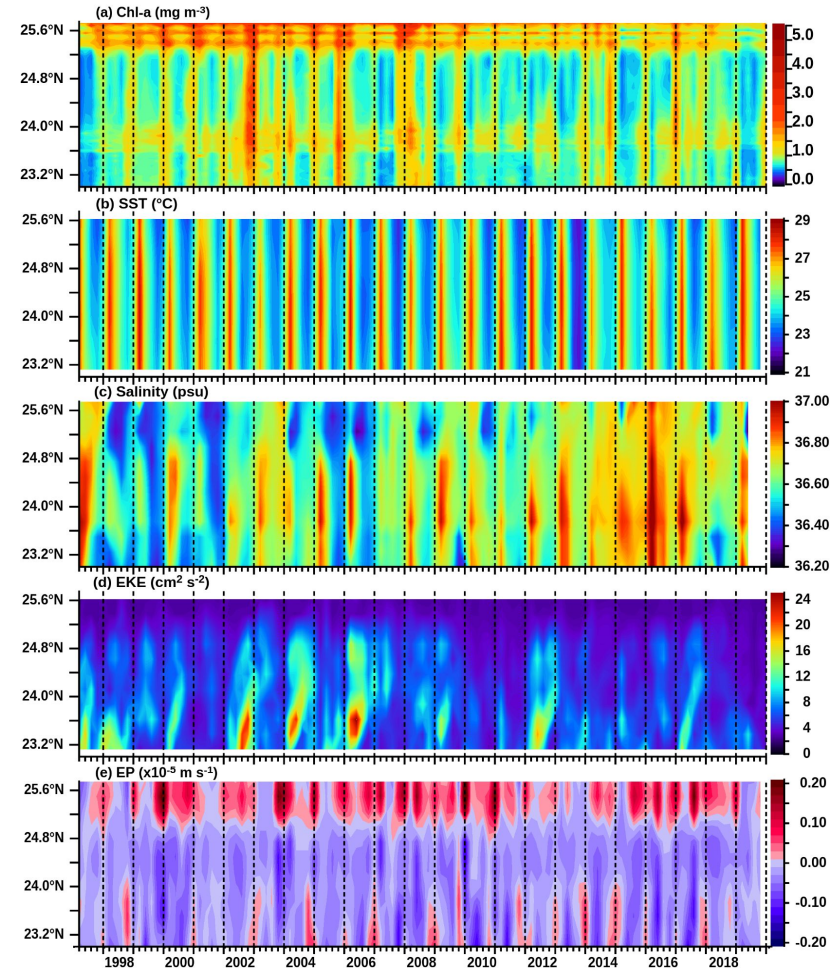 (a) Chl-a (mg m⁻³)
25.6°N
24.8°N
24.0°N
23.2°N
5.0
4.0
3.0
2.0
1.0
0.0
(b) SST (°C)
25.6°N
24.8°N
24.0°N
23.2°N
29
27
25
23
21
(c) Salinity (psu)
25.6°N
24.8°N
24.0°N
23.2°N
37.00
36.80
36.60
36.40
36.20
(d) EKE (cm² s⁻²)
25.6°N
24.8°N
24.0°N
23.2°N
24
20
16
12
8
4
0
(e) EP (x10⁻⁵ m s⁻¹)
25.6°N
24.8°N
24.0°N
23.2°N
0.20
0.10
0.00
-0.10
-0.20
1998 2000 2002 2004 2006 2008 2010 2012 2014 2016 2018